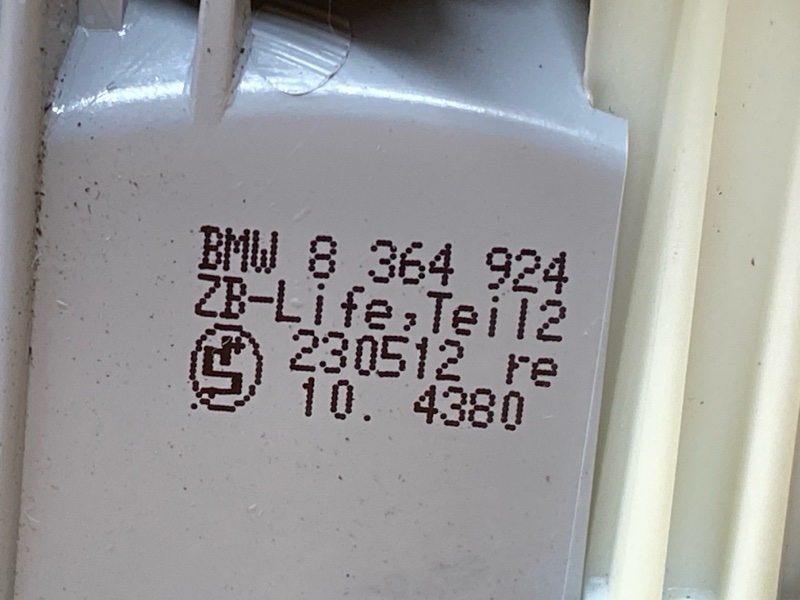 BMW 8 364 924
ZB-Life,Teil2
230512 re
10. 4380